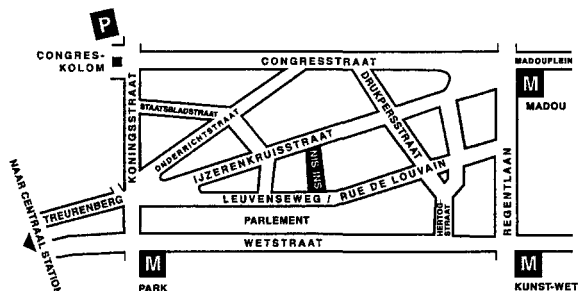 P
CONGRES-
KOLOM
CONGRESSTRAAT
MADOUPLEIN
M
MADOU
KONINGSSTRAAT
STAATSBLADSTRAAT
ONDERRICHTSTRAAT
DRUKPERSSTRAAT
IJZERENKRUISSTRAAT
NIS INS
LEUVENSEWEG / RUE DE LOUVAIN
REGENTLAAN
NAAR CENTRAAL STATION
TREURENBERG
PARLEMENT
HERTOG
STRAAT
WETSTRAAT
M
PARK
M
KUNST-WET